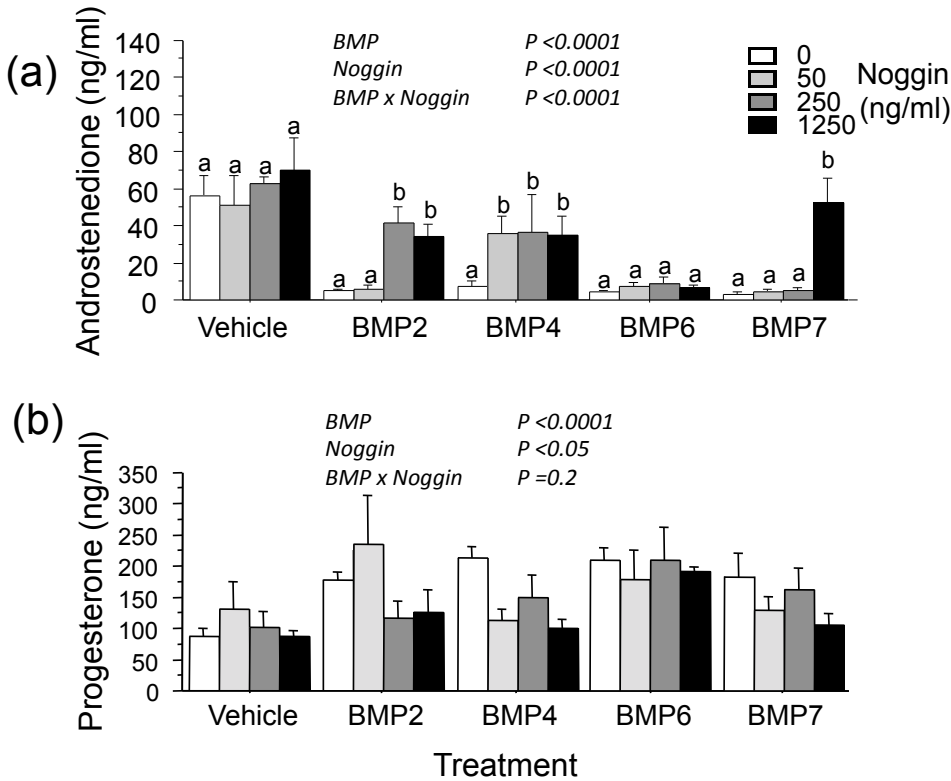 (a)
Androstenedione (ng/ml)
140
120
100
80
60
40
20
0
BMP P <0.0001
Noggin P <0.0001
BMP x Noggin P <0.0001
0
50
250
1250
Noggin
(ng/ml)
a a a a
a a b b
a b b b
a a a a
a a a b
Vehicle BMP2 BMP4 BMP6 BMP7
(b)
Progesterone (ng/ml)
BMP P <0.0001
Noggin P <0.05
BMP x Noggin P =0.2
350
300
250
200
150
100
50
0
Vehicle BMP2 BMP4 BMP6 BMP7
Treatment